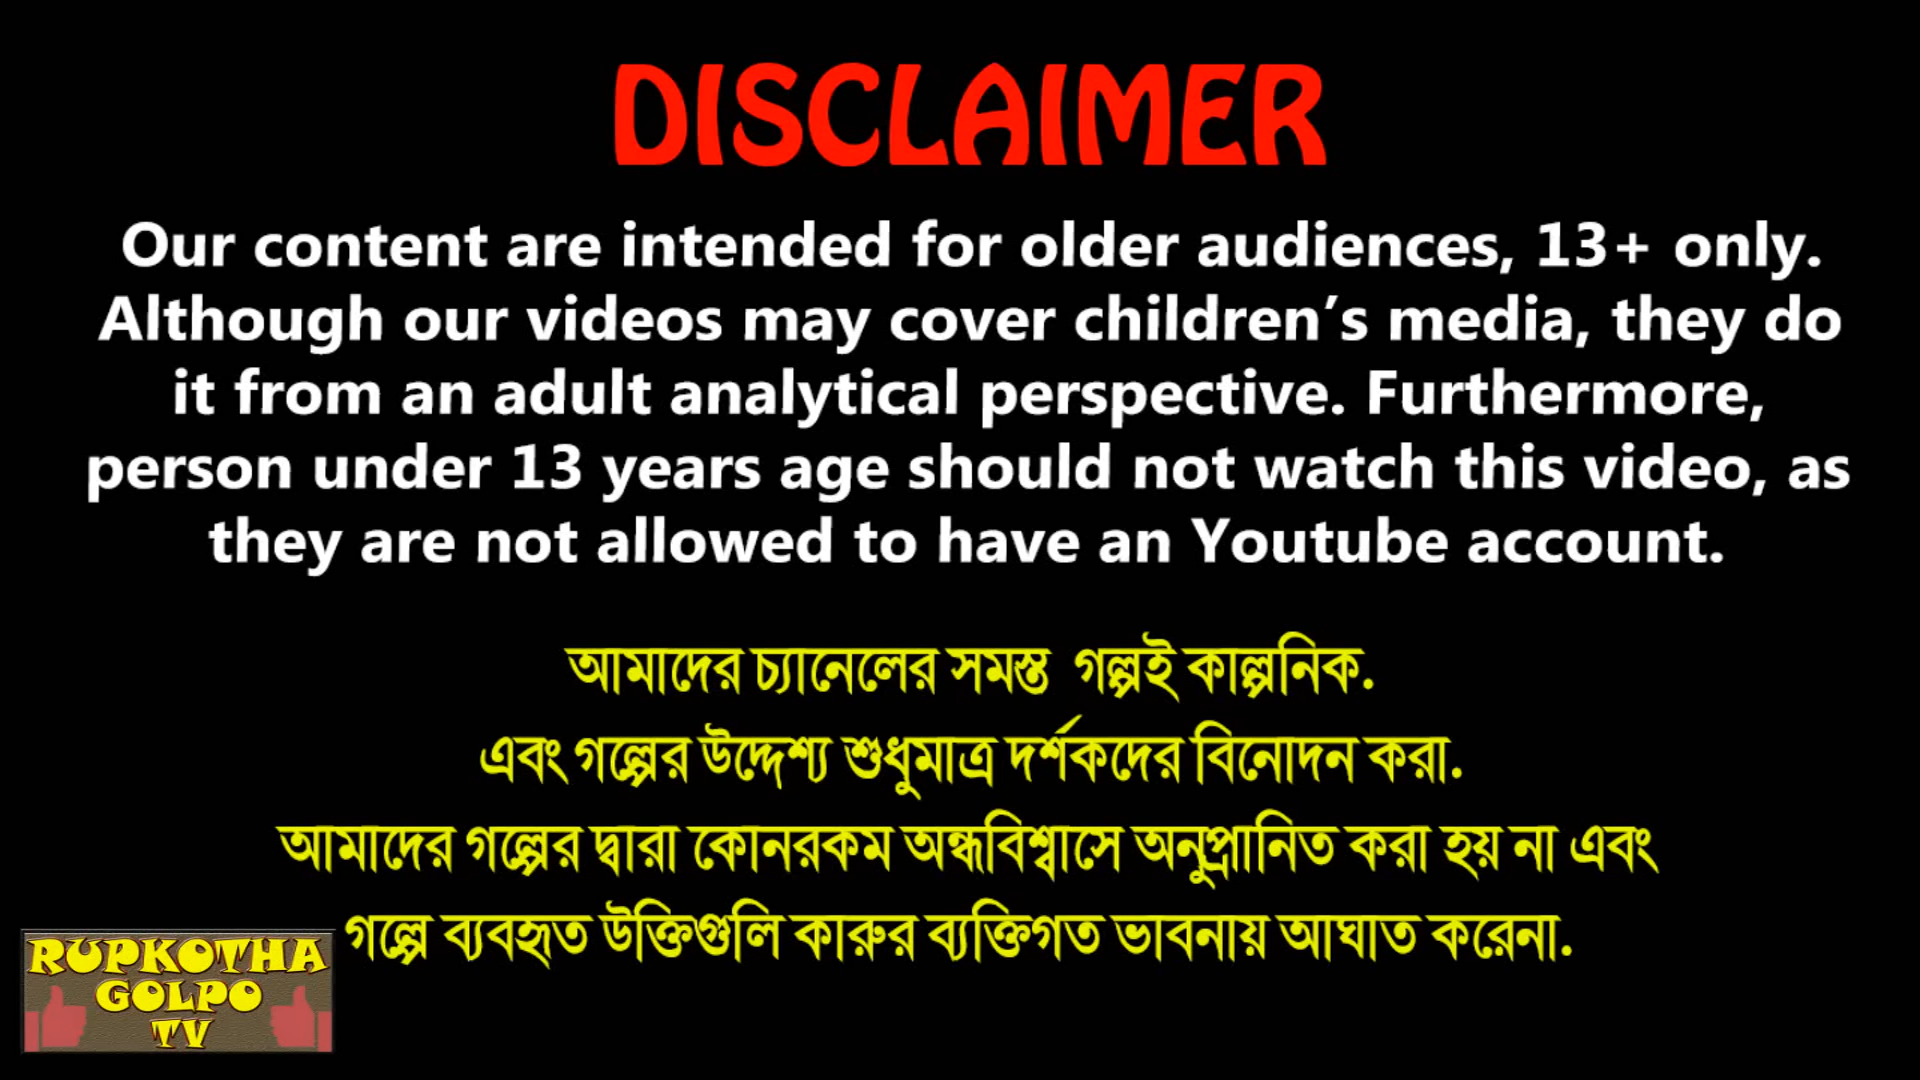 DISCLAIMER
Our content are intended for older audiences, 13+ only.
Although our videos may cover children’s media, they do
it from an adult analytical perspective. Furthermore,
person under 13 years age should not watch this video, as
they are not allowed to have an Youtube account.
আমাদের চ্যানেলের সমস্ত গল্পই কাল্পনিক.
এবং গল্পের উদ্দেশ্য শুধুমাত্র দর্শকদের বিনোদন করা.
আমাদের গল্পের দ্বারা কোনরকম অন্ধবিশ্বাসে অনুপ্রানিত করা হয় না এবং
গল্পে ব্যবহৃত উক্তিগুলি কারুর ব্যক্তিগত ভাবনায় আঘাত করেনা.
RUPKOTHA
GOLPO
TV